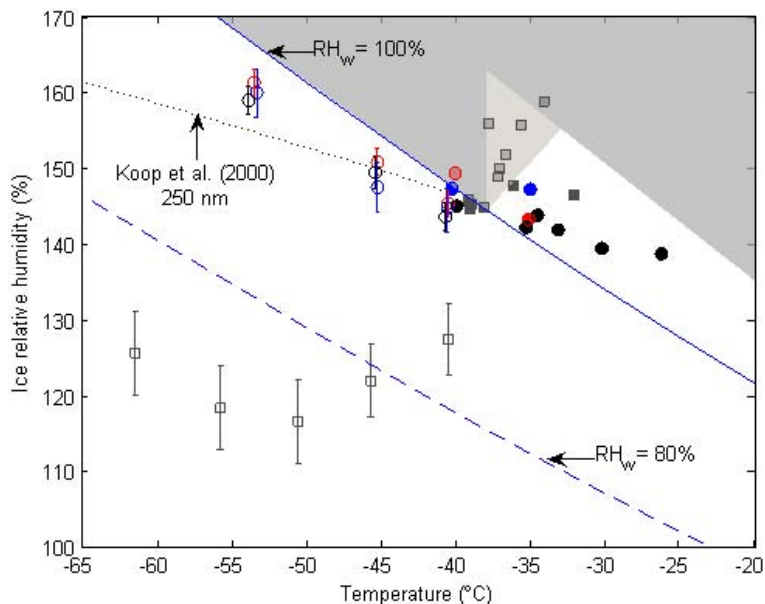 170
160
150
140
130
120
110
100
Ice relative humidity (%)
RHw = 100%
Koop et al. (2000)
250 nm
RHw = 80%
-65 -60 -55 -50 -45 -40 -35 -30 -25 -20
Temperature (°C)